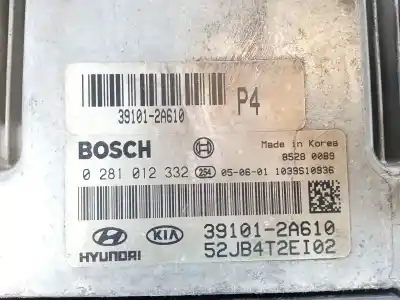 39101-2A610
P4
BOSCH
Made in Korea
8528 0089
0 281 012 332 254 05-06-01 1039S10936
HYUNDAI
KIA
39101-2A610
52JB4T2EI02